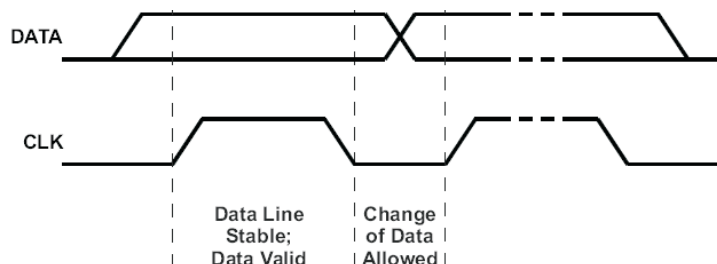 DATA
CLK
Data Line
Stable;
Data Valid
Change
of Data
Allowed